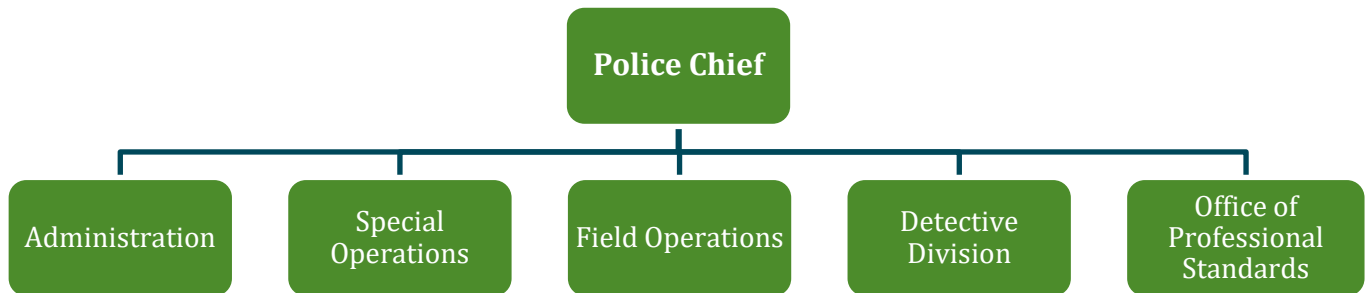 Police Chief
Administration
Special
Operations
Field Operations
Detective
Division
Office of
Professional
Standards